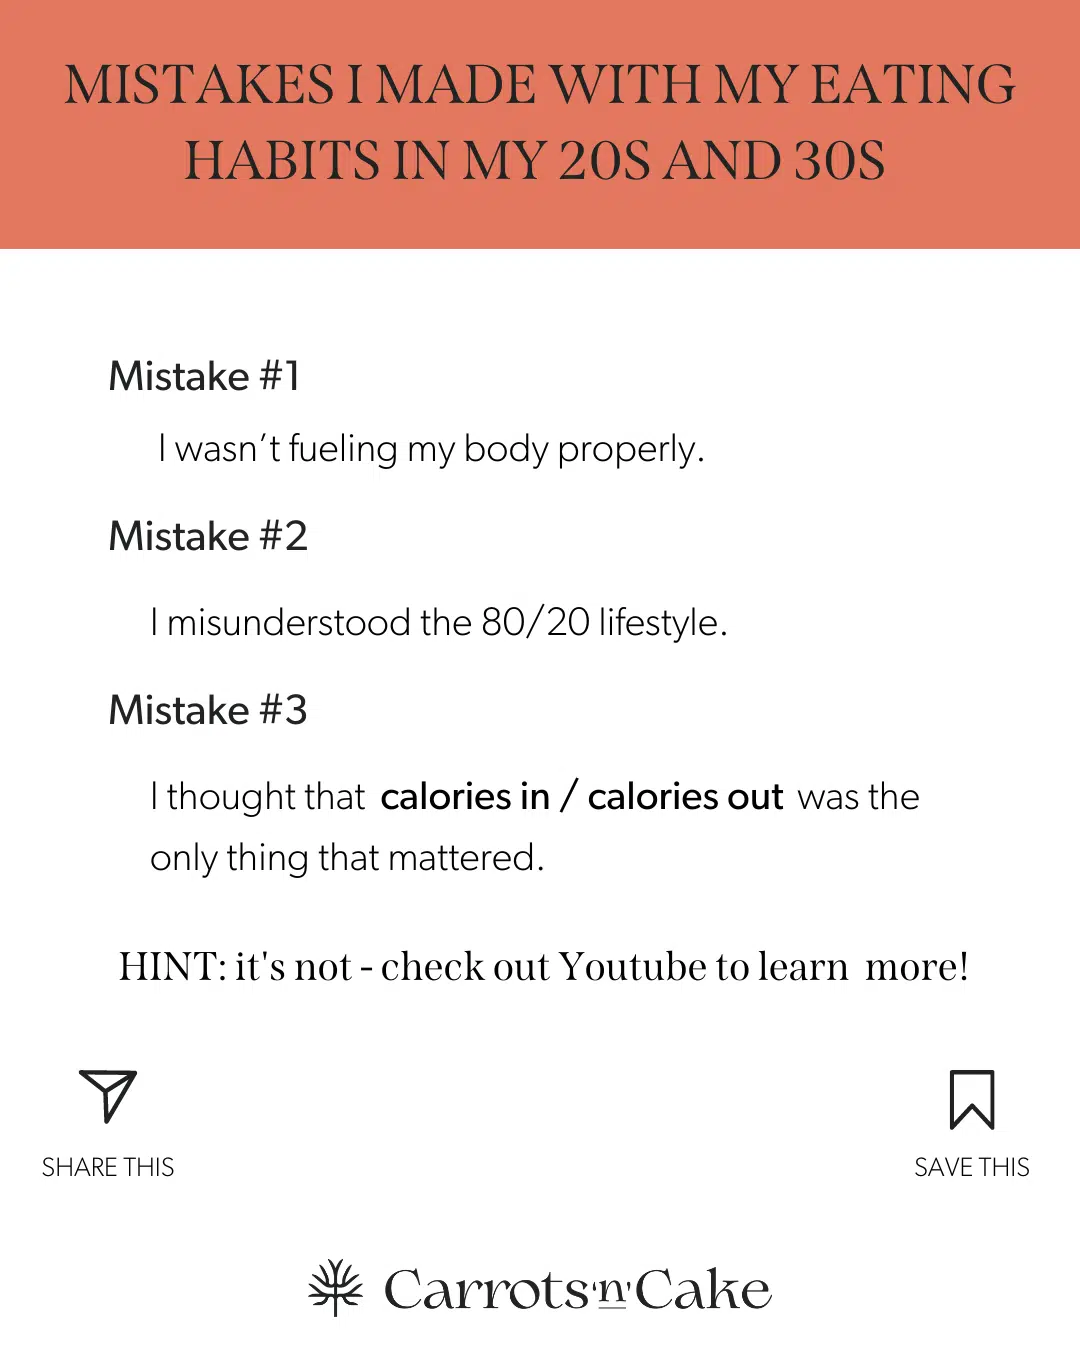 MISTAKES I MADE WITH MY EATING
HABITS IN MY 20S AND 30S
Mistake #1
I wasn’t fueling my body properly.
Mistake #2
I misunderstood the 80/20 lifestyle.
Mistake #3
I thought that calories in / calories out was the
only thing that mattered.
HINT: it's not - check out Youtube to learn more!
SHARE THIS
SAVE THIS
Carrots'n'Cake